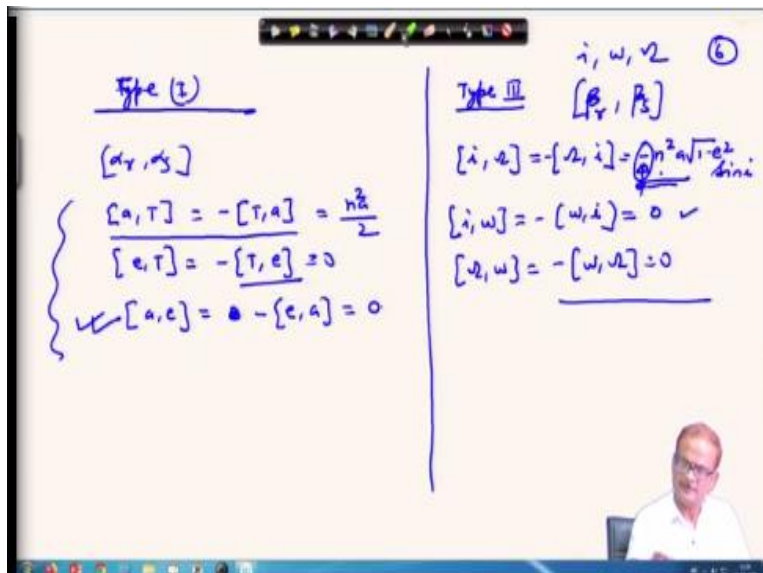 Type (I)
[αr, αs]
[a,T] = -[T,a] = n²a/2
[e,T] = -[T,e] = 0
[a,e] = -[e,a] = 0
i, ω, Ω (6)
Type III
[βr, βs]
[i,Ω] = -[Ω,i] = n²a√1-e² sin i
[i,ω] = -[ω,i] = 0 ✓
[Ω,ω] = -[ω,Ω] = 0